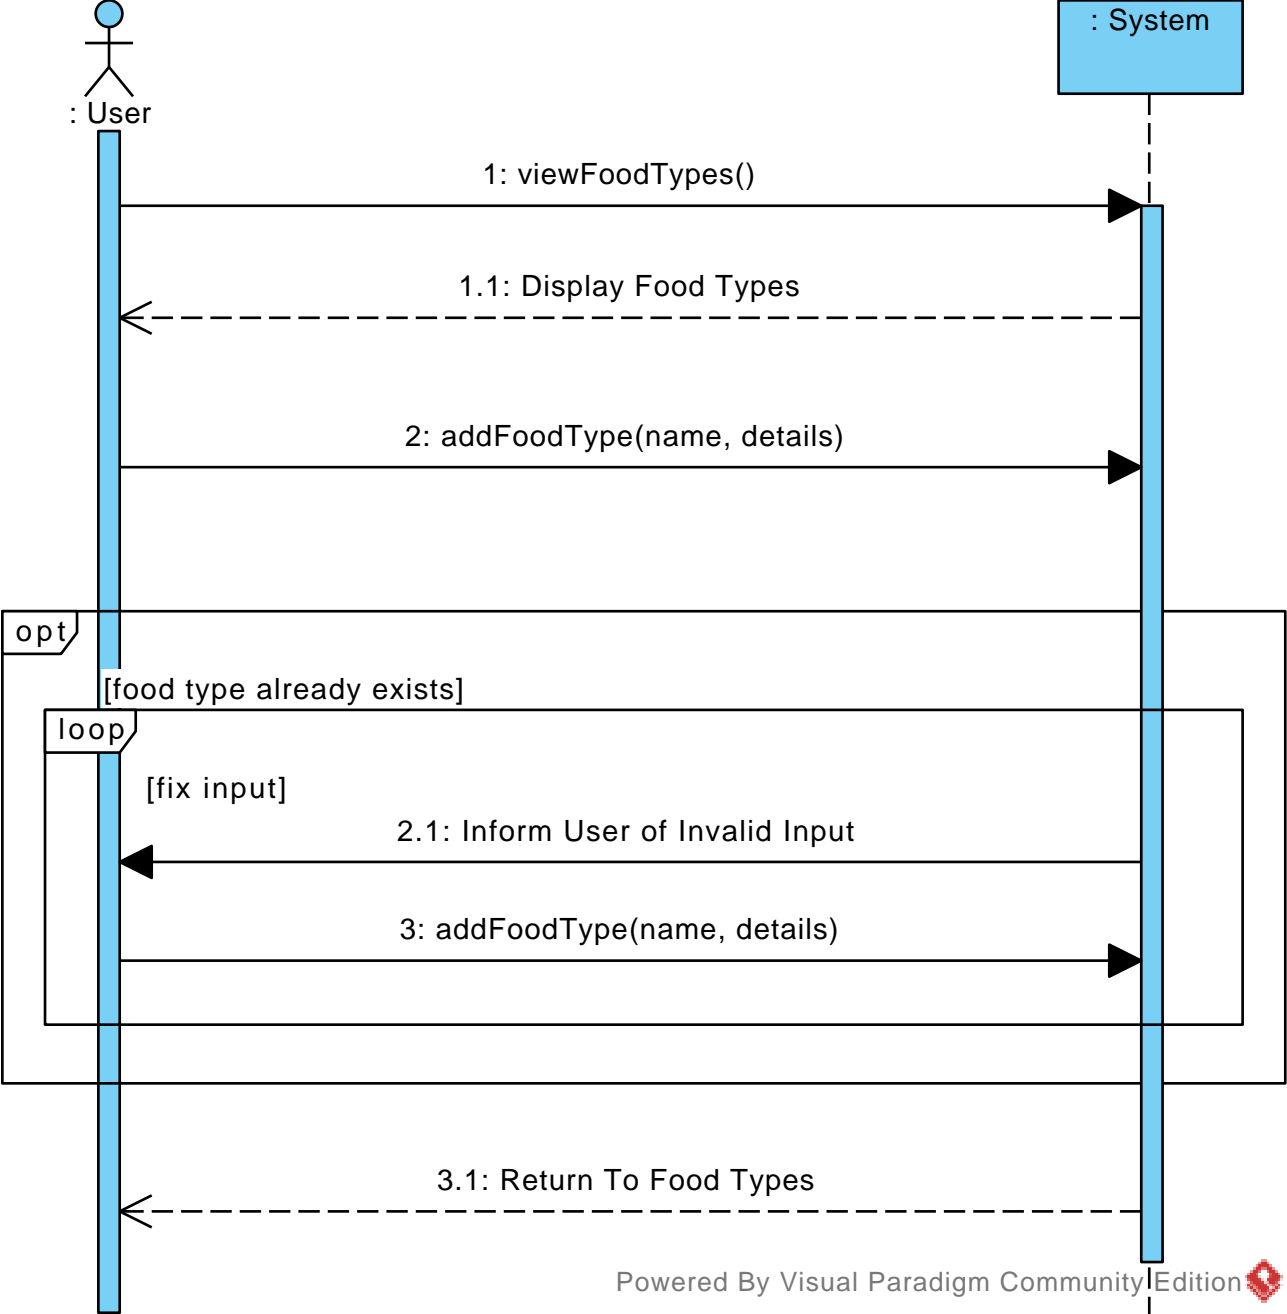 : System
: User
1: viewFoodTypes()
1.1: Display Food Types
2: addFoodType(name, details)
opt
[food type already exists]
loop
[fix input]
2.1: Inform User of Invalid Input
3: addFoodType(name, details)
3.1: Return To Food Types
Powered By Visual Paradigm Community Edition